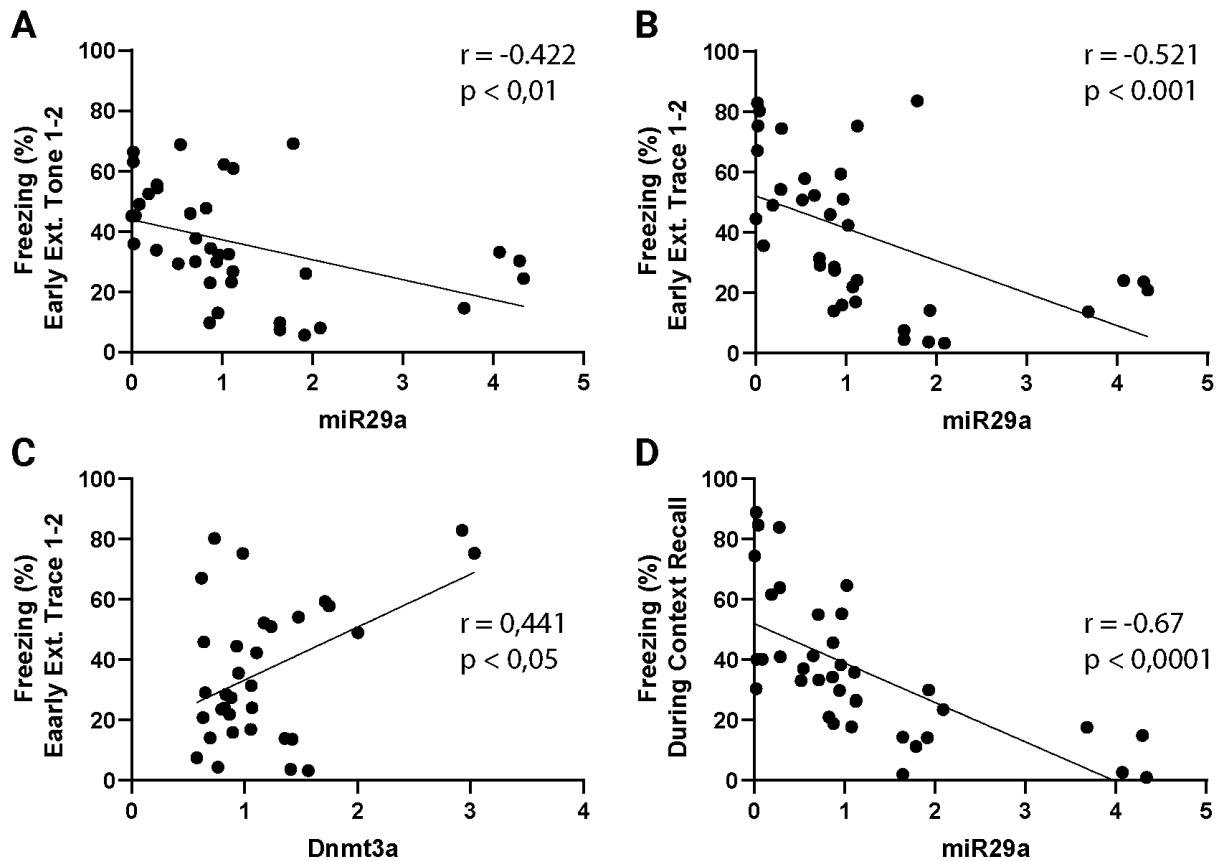 A
Freezing (%)
Early Ext. Tone 1-2
100
80
60
40
20
0
r = -0.422
p < 0,01
0 1 2 3 4 5
miR29a
B
Freezing (%)
Early Ext. Trace 1-2
100
80
60
40
20
0
r = -0.521
p < 0.001
0 1 2 3 4 5
miR29a
C
Freezing (%)
Eaarly Ext. Trace 1-2
100
80
60
40
20
0
r = 0,441
p < 0,05
0 1 2 3 4
Dnmt3a
D
Freezing (%)
During Context Recall
100
80
60
40
20
0
r = -0.67
p < 0,0001
0 1 2 3 4 5
miR29a